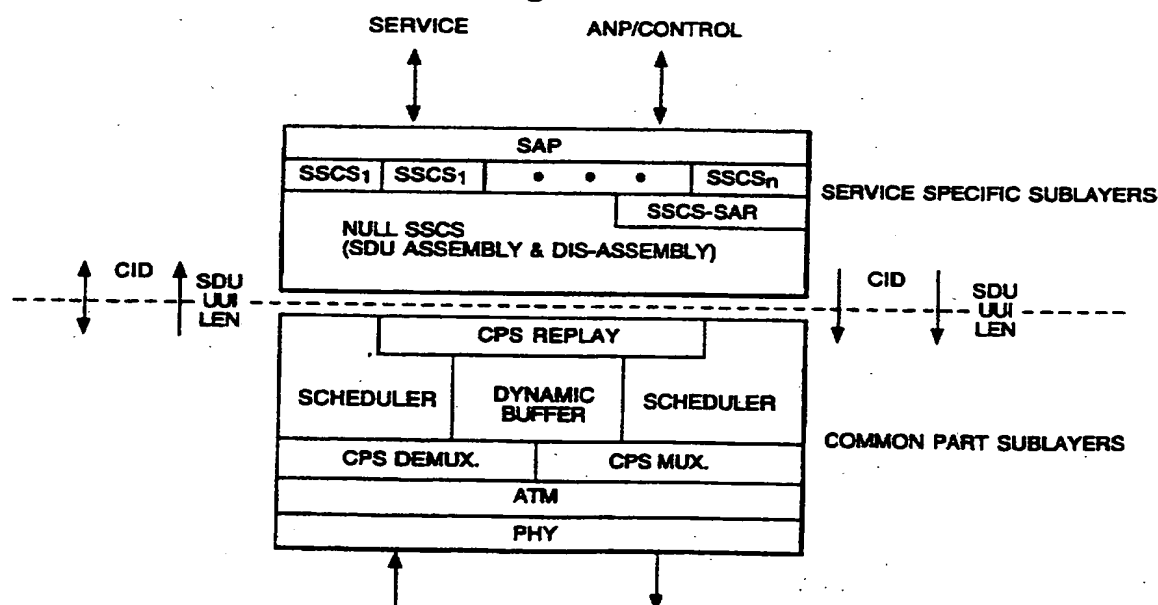 SERVICE ANP/CONTROL
SAP
SSCS1 SSCS1 • • • SSCSn
SERVICE SPECIFIC SUBLAYERS
SSCS-SAR
NULL SSCS
(SDU ASSEMBLY & DIS-ASSEMBLY)
CID SDU
UUI
LEN
CID SDU
UUI
LEN
CPS REPLAY
SCHEDULER DYNAMIC
BUFFER SCHEDULER
COMMON PART SUBLAYERS
CPS DEMUX. CPS MUX.
ATM
PHY